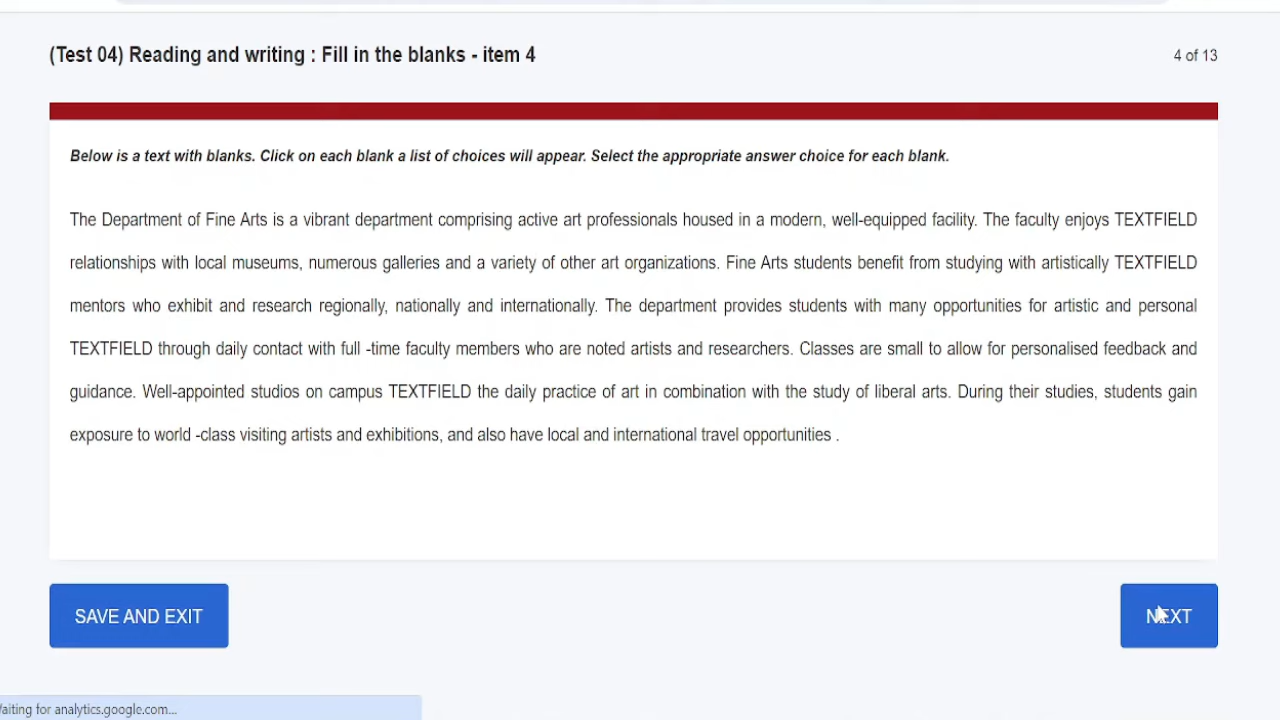 (Test 04) Reading and writing : Fill in the blanks - item 4
4 of 13
Below is a text with blanks. Click on each blank a list of choices will appear. Select the appropriate answer choice for each blank.
The Department of Fine Arts is a vibrant department comprising active art professionals housed in a modern, well-equipped facility. The faculty enjoys TEXTFIELD
relationships with local museums, numerous galleries and a variety of other art organizations. Fine Arts students benefit from studying with artistically TEXTFIELD
mentors who exhibit and research regionally, nationally and internationally. The department provides students with many opportunities for artistic and personal
TEXTFIELD through daily contact with full -time faculty members who are noted artists and researchers. Classes are small to allow for personalised feedback and
guidance. Well-appointed studios on campus TEXTFIELD the daily practice of art in combination with the study of liberal arts. During their studies, students gain
exposure to world -class visiting artists and exhibitions, and also have local and international travel opportunities .
SAVE AND EXIT
NEXT
Waiting for analytics.google.com...